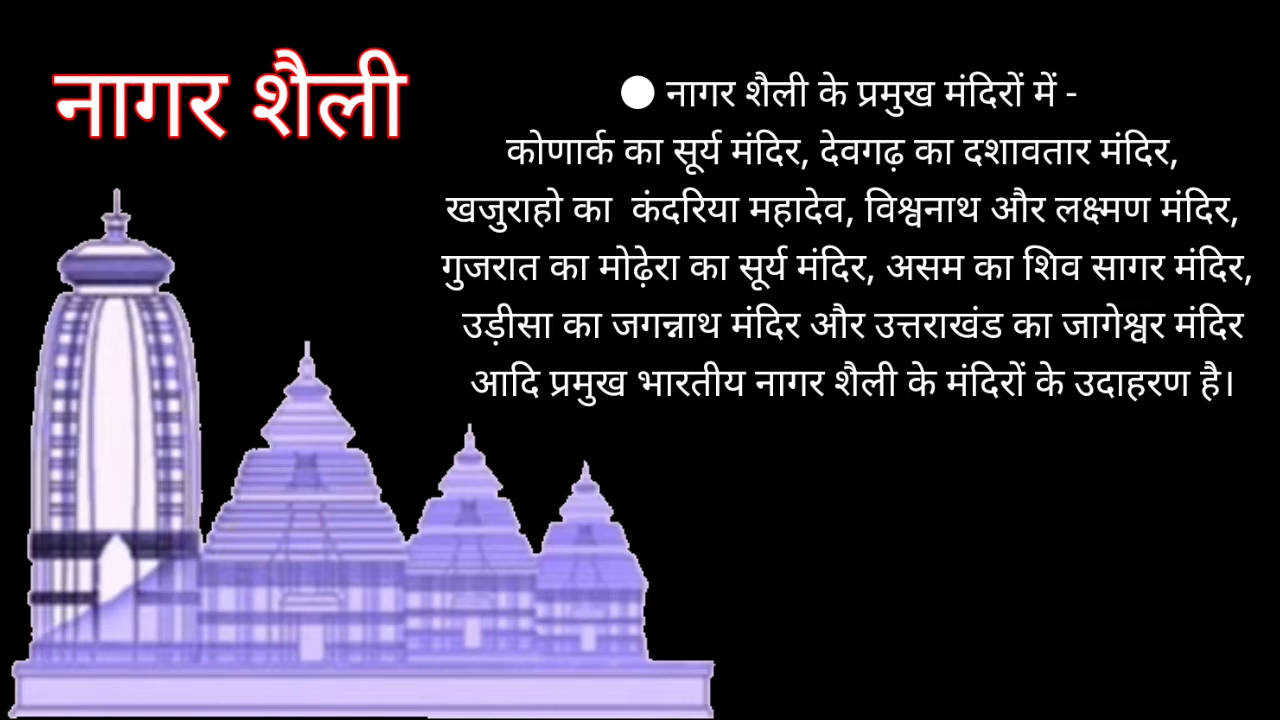 नागर शैली
● नागर शैली के प्रमुख मंदिरों में -
कोणार्क का सूर्य मंदिर, देवगढ़ का दशावतार मंदिर,
खजुराहो का कंदरिया महादेव, विश्वनाथ और लक्ष्मण मंदिर,
गुजरात का मोढ़ेरा का सूर्य मंदिर, असम का शिव सागर मंदिर,
उड़ीसा का जगन्नाथ मंदिर और उत्तराखंड का जागेश्वर मंदिर
आदि प्रमुख भारतीय नागर शैली के मंदिरों के उदाहरण है।